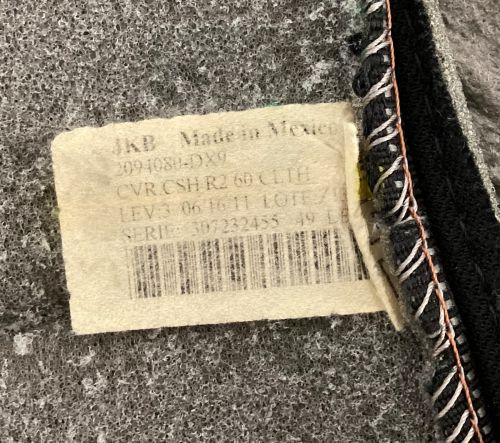 JKB Made in Mexico
2094080-DX9
CVR CSH R2 60 CLTH
LEV 3 06 16 11 LOTE
SERIE: 307232455 49